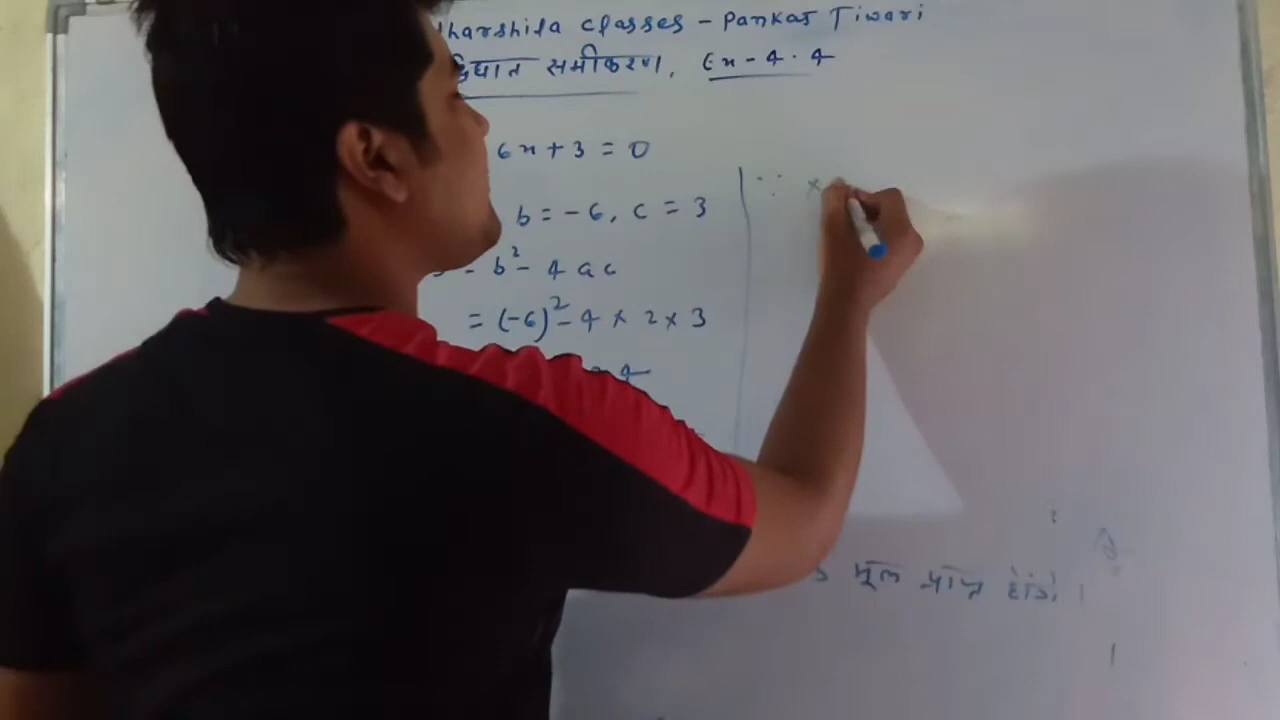 harshila Classes - Pankaj Tiwari
द्विघात समीकरण, Ex - 4.4
6x + 3 = 0
b = -6, c = 3
= b² - 4ac
= (-6)² - 4 × 2 × 3
∵ x
मूल प्राप्त होंगे।